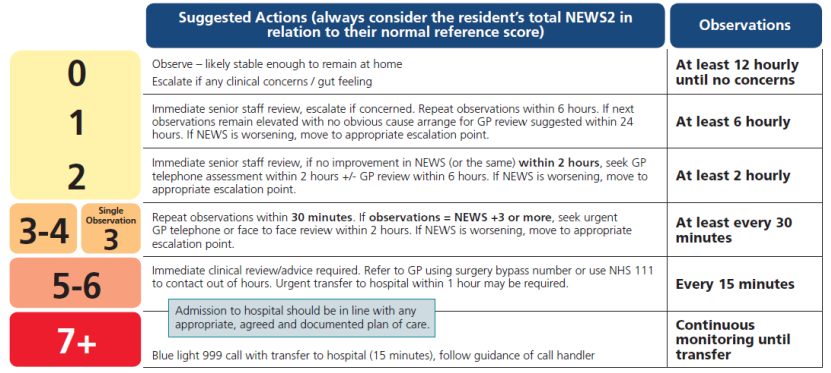 Suggested Actions (always consider the resident's total NEWS2 in
relation to their normal reference score)
Observations
0
Observe – likely stable enough to remain at home
Escalate if any clinical concerns / gut feeling
At least 12 hourly
until no concerns
1
Immediate senior staff review, escalate if concerned. Repeat observations within 6 hours. If next
observations remain elevated with no obvious cause arrange for GP review suggested within 24
hours. If NEWS is worsening, move to appropriate escalation point.
At least 6 hourly
2
Immediate senior staff review, if no improvement in NEWS (or the same) within 2 hours, seek GP
telephone assessment within 2 hours +/- GP review within 6 hours. If NEWS is worsening, move to
appropriate escalation point.
At least 2 hourly
3-4
Single
Observation
3
Repeat observations within 30 minutes. If observations = NEWS +3 or more, seek urgent
GP telephone or face to face review within 2 hours. If NEWS is worsening, move to appropriate
escalation point.
At least every 30
minutes
5-6
Immediate clinical review/advice required. Refer to GP using surgery bypass number or use NHS 111
to contact out of hours. Urgent transfer to hospital within 1 hour may be required.
Every 15 minutes
Admission to hospital should be in line with any
appropriate, agreed and documented plan of care.
7+
Blue light 999 call with transfer to hospital (15 minutes), follow guidance of call handler
Continuous
monitoring until
transfer